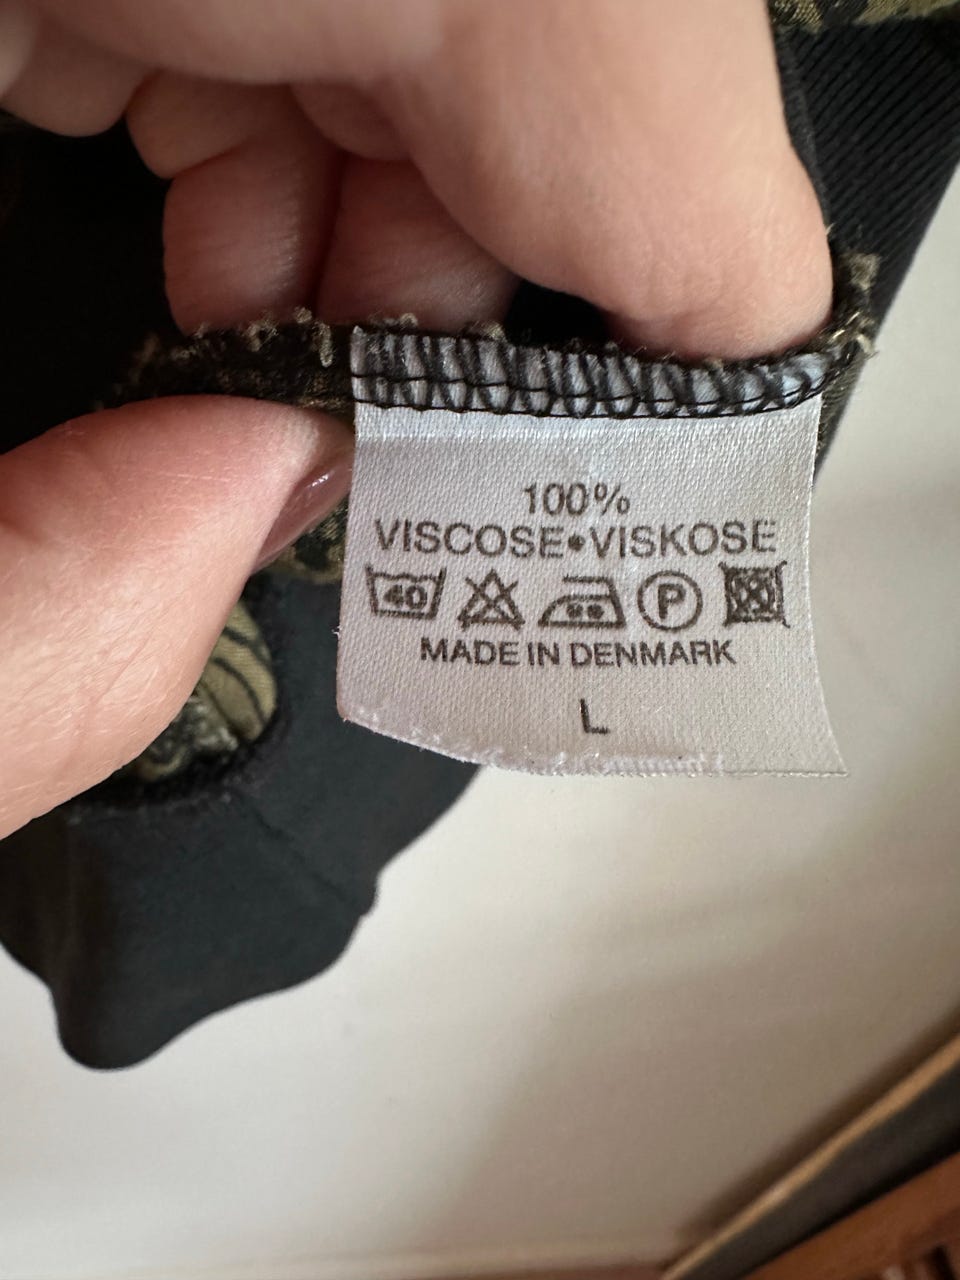 100%
VISCOSE•VISKOSE
40 P
MADE IN DENMARK
L